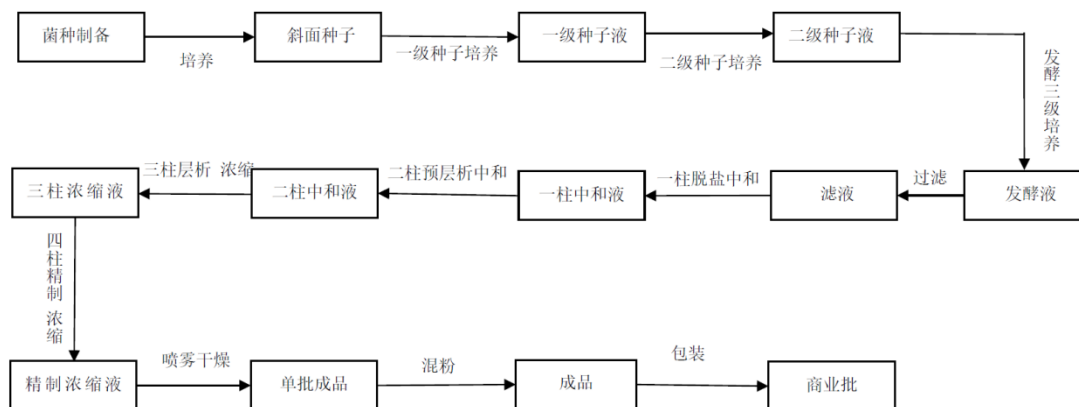 菌种制备
培养
斜面种子
一级种子培养
一级种子液
二级种子培养
二级种子液
发酵三级培养
发酵液
过滤
滤液
一柱脱盐中和
一柱中和液
二柱预层析中和
二柱中和液
三柱层析 浓缩
三柱浓缩液
四柱精制 浓缩
精制浓缩液
喷雾干燥
单批成品
混粉
成品
包装
商业批